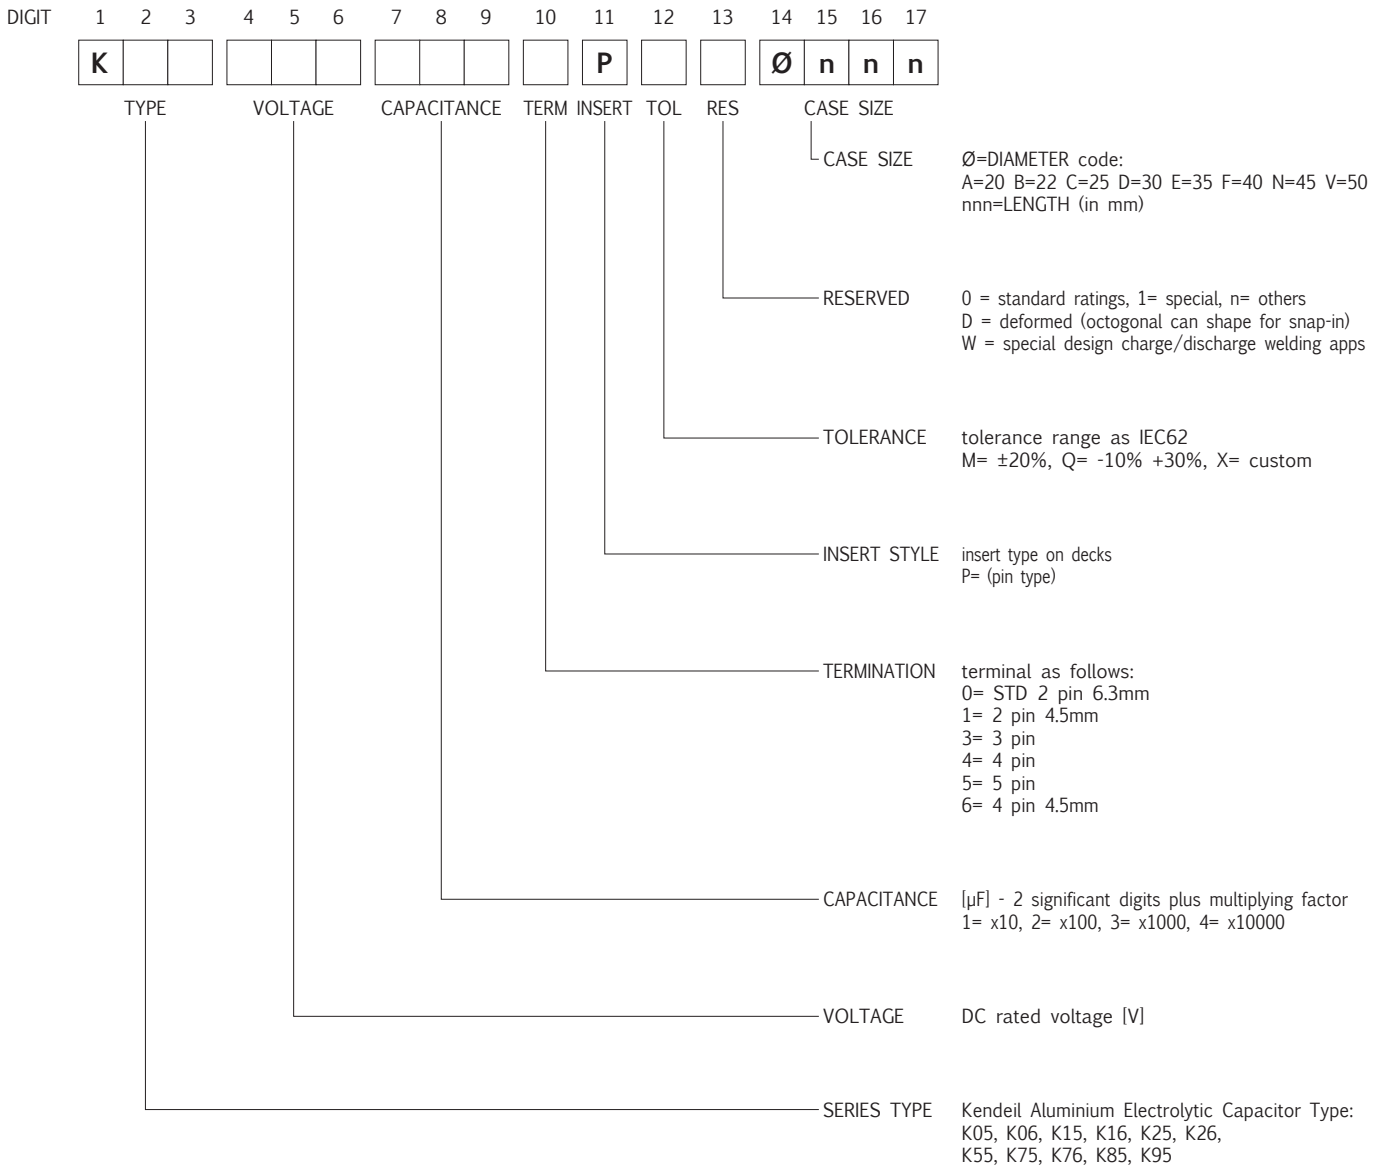 DIGIT 1 2 3 4 5 6 7 8 9 10 11 12 13 14 15 16 17
K P Ø n n n
TYPE VOLTAGE CAPACITANCE TERM INSERT TOL RES CASE SIZE
CASE SIZE Ø=DIAMETER code:
A=20 B=22 C=25 D=30 E=35 F=40 N=45 V=50
nnn=LENGTH (in mm)
RESERVED 0 = standard ratings, 1= special, n= others
D = deformed (octogonal can shape for snap-in)
W = special design charge/discharge welding apps
TOLERANCE tolerance range as IEC62
M= ±20%, Q= -10% +30%, X= custom
INSERT STYLE insert type on decks
P= (pin type)
TERMINATION terminal as follows:
0= STD 2 pin 6.3mm
1= 2 pin 4.5mm
3= 3 pin
4= 4 pin
5= 5 pin
6= 4 pin 4.5mm
CAPACITANCE [µF] - 2 significant digits plus multiplying factor
1= x10, 2= x100, 3= x1000, 4= x10000
VOLTAGE DC rated voltage [V]
SERIES TYPE Kendeil Aluminium Electrolytic Capacitor Type:
K05, K06, K15, K16, K25, K26,
K55, K75, K76, K85, K95